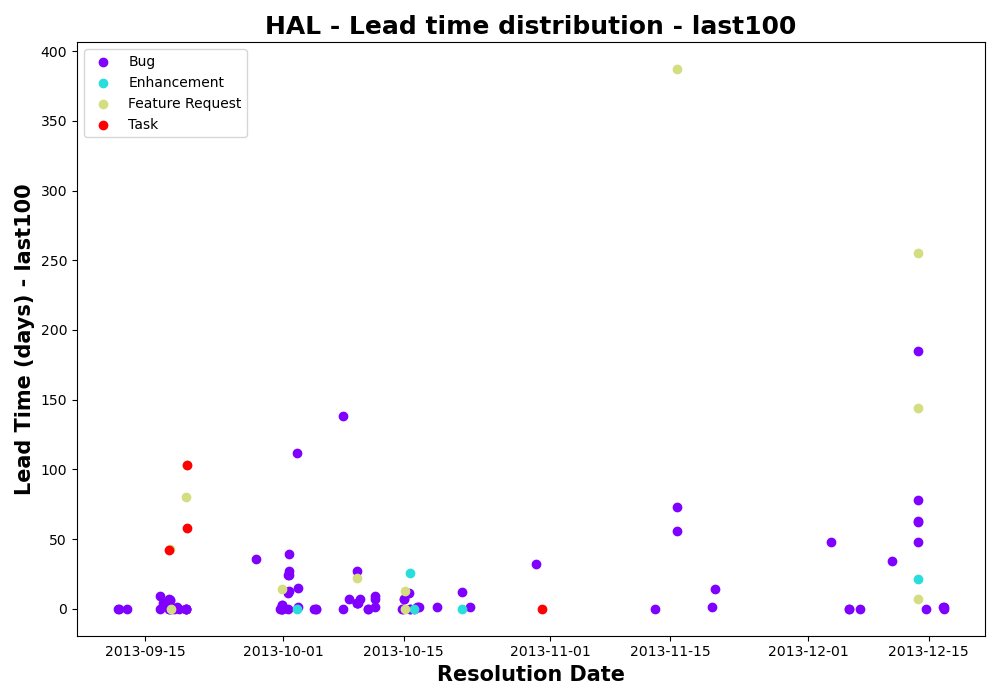 HAL - Lead time distribution - last100
Bug
Enhancement
Feature Request
Task
Lead Time (days) - last100
400
350
300
250
200
150
100
50
0
2013-09-15 2013-10-01 2013-10-15 2013-11-01 2013-11-15 2013-12-01 2013-12-15
Resolution Date